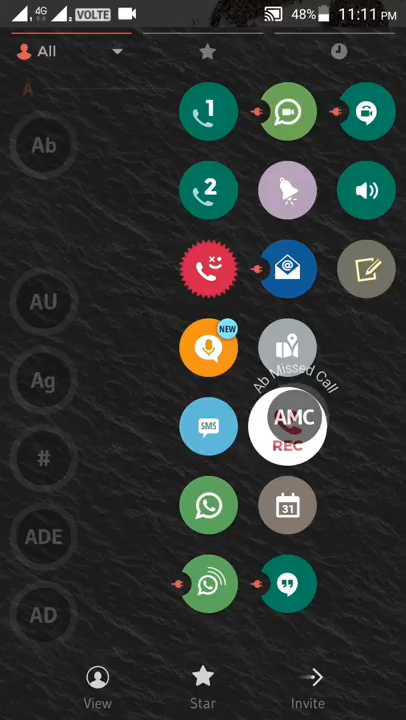 4G VOLTE 48% 11:11 PM
All
A
1
Ab
2
NEW
AU
Ab Missed Call
Ag
AMC
SMS
REC
#
31
ADE
AD
View Star Invite